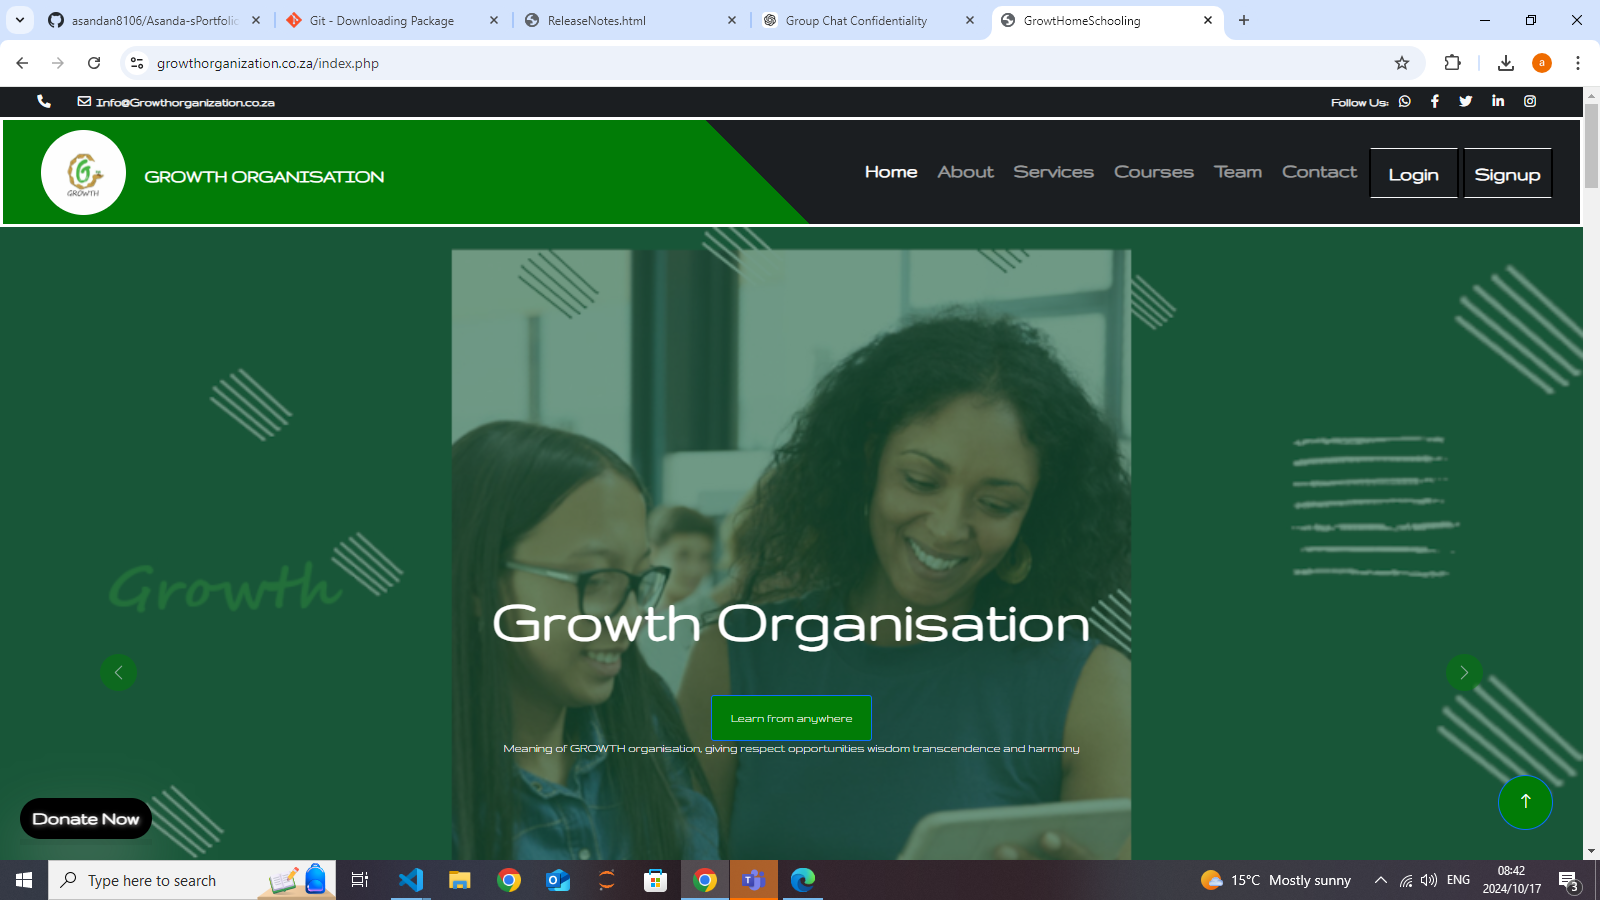 asandan8106/Asanda-sPortfolio
Git - Downloading Package
ReleaseNotes.html
Group Chat Confidentiality
GrowtHomeSchooling
growthorganization.co.za/index.php
a
Info@Growthorganization.co.za
Follow Us:
G
GROWTH
GROWTH ORGANISATION
Home
About
Services
Courses
Team
Contact
Login
Signup
Growth
Growth Organisation
Learn from anywhere
Meaning of GROWTH organisation, giving respect opportunities wisdom transcendence and harmony
Donate Now
Type here to search
15°C Mostly sunny
ENG
08:42
2024/10/17
3